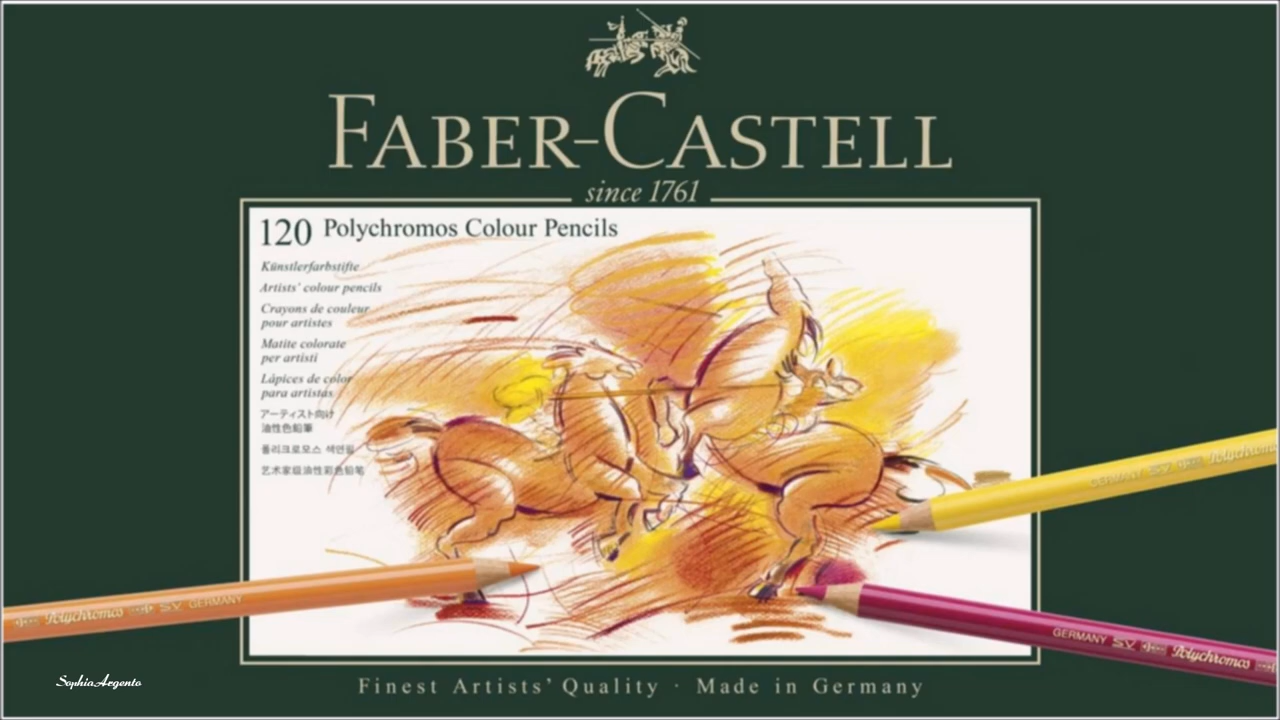 FABER-CASTELL
since 1761
120 Polychromos Colour Pencils
Künstlerfarbstifte
Artists' colour pencils
Crayons de couleur
pour artistes
Matite colorate
per artisti
Lápices de color
para artistas
アーティスト向け
油性色鉛筆
폴리크로모스 색연필
艺术家级油性彩色铅笔
GERMANY SV Polychromos
Polychromos SV GERMANY
GERMANY SV Polychromos
SophiaArgento
Finest Artists' Quality · Made in Germany